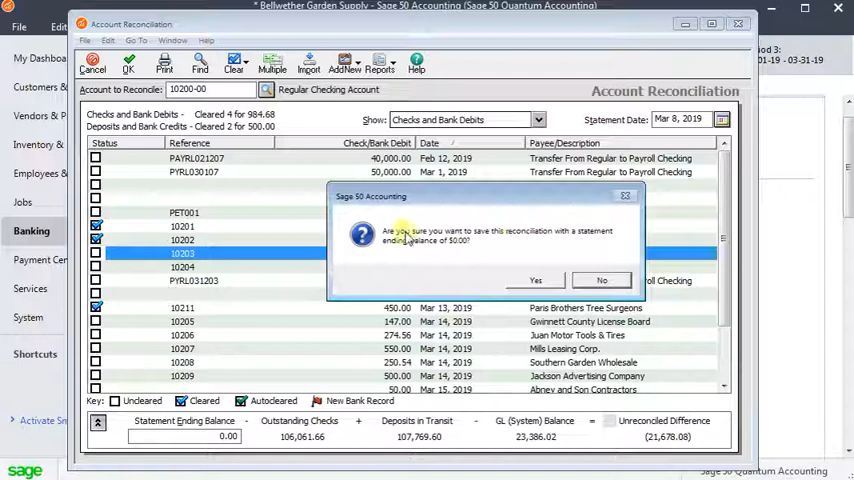 * Bellwether Garden Supply - Sage 50 Accounting (Sage 50 Quantum Accounting)
File
Account Reconciliation
File Edit Go To Window Help
Cancel OK Print Find Clear Multiple Import AddNew Reports Help
Account to Reconcile: 10200-00 Regular Checking Account Account Reconciliation
Checks and Bank Debits - Cleared 4 for 984.68
Deposits and Bank Credits - Cleared 2 for 500.00
Show: Checks and Bank Debits Statement Date: Mar 8, 2019
Status Reference Check/Bank Debit Date Payee/Description
PAYRL021207 40,000.00 Feb 12, 2019 Transfer From Regular to Payroll Checking
PAYRL030107 50,000.00 Mar 1, 2019 Transfer From Regular to Payroll Checking
PET001
10201
10202
10203
10204
PYRL031203 yroll Checking
10211 450.00 Mar 13, 2019 Paris Brothers Tree Surgeons
10205 147.00 Mar 14, 2019 Gwinnett County License Board
10206 274.56 Mar 14, 2019 Juan Motor Tools & Tires
10207 550.00 Mar 14, 2019 Mills Leasing Corp.
10208 250.54 Mar 14, 2019 Southern Garden Wholesale
10209 500.00 Mar 14, 2019 Jackson Advertising Company
50.00 Mar 15, 2019 Abney and Son Contractors
Key: Uncleared Cleared Autocleared New Bank Record
Statement Ending Balance - Outstanding Checks + Deposits in Transit - GL (System) Balance = Unreconciled Difference
0.00 106,061.66 107,769.60 23,386.02 (21,678.08)
Sage 50 Accounting
Are you sure you want to save this reconciliation with a statement
ending balance of $0.00?
Yes No
My Dashboa
Customers &
Vendors & P
Inventory &
Employees &
Jobs
Banking
Payment Cen
Services
System
Shortcuts
Activate Sm
riod 3:
01-19 - 03-31-19
sage
Sage 50 Quantum Accounting